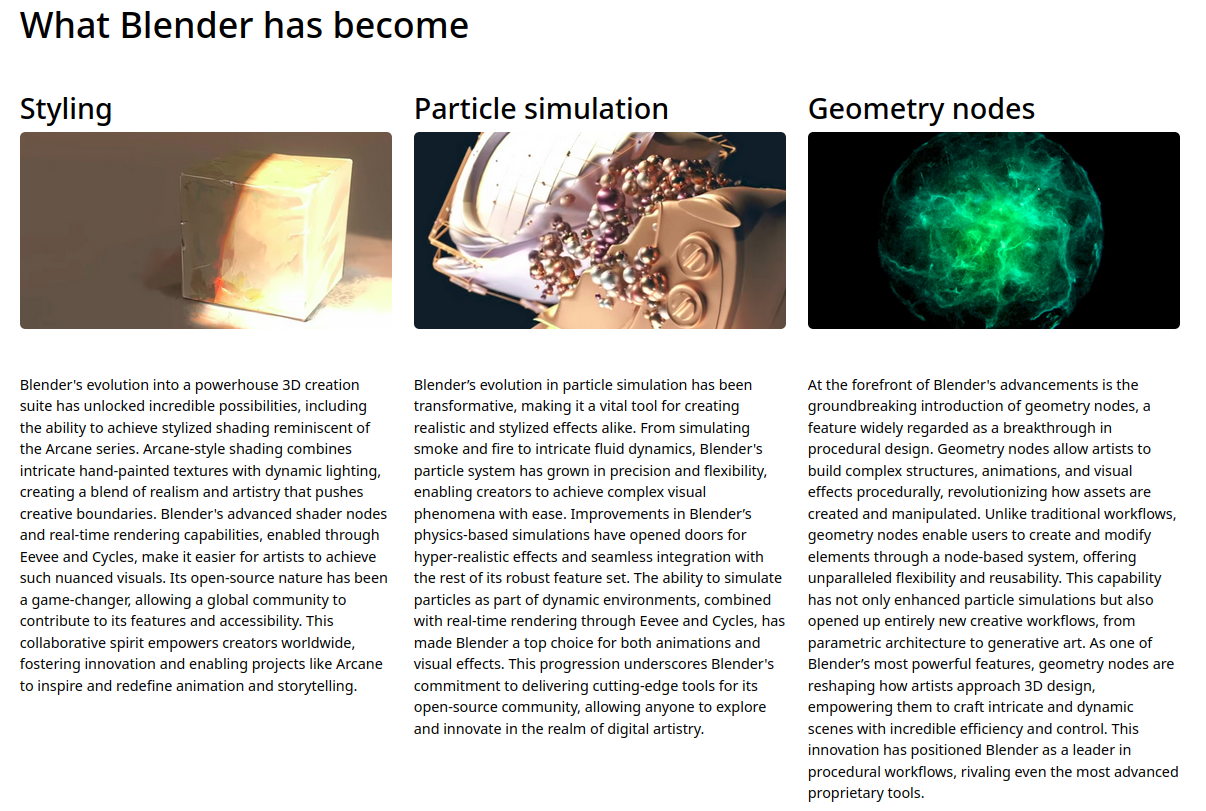 What Blender has become
Styling
Blender's evolution into a powerhouse 3D creation
suite has unlocked incredible possibilities, including
the ability to achieve stylized shading reminiscent of
the Arcane series. Arcane-style shading combines
intricate hand-painted textures with dynamic lighting,
creating a blend of realism and artistry that pushes
creative boundaries. Blender's advanced shader nodes
and real-time rendering capabilities, enabled through
Eevee and Cycles, make it easier for artists to achieve
such nuanced visuals. Its open-source nature has been
a game-changer, allowing a global community to
contribute to its features and accessibility. This
collaborative spirit empowers creators worldwide,
fostering innovation and enabling projects like Arcane
to inspire and redefine animation and storytelling.
Particle simulation
Blender’s evolution in particle simulation has been
transformative, making it a vital tool for creating
realistic and stylized effects alike. From simulating
smoke and fire to intricate fluid dynamics, Blender's
particle system has grown in precision and flexibility,
enabling creators to achieve complex visual
phenomena with ease. Improvements in Blender’s
physics-based simulations have opened doors for
hyper-realistic effects and seamless integration with
the rest of its robust feature set. The ability to simulate
particles as part of dynamic environments, combined
with real-time rendering through Eevee and Cycles, has
made Blender a top choice for both animations and
visual effects. This progression underscores Blender's
commitment to delivering cutting-edge tools for its
open-source community, allowing anyone to explore
and innovate in the realm of digital artistry.
Geometry nodes
At the forefront of Blender's advancements is the
groundbreaking introduction of geometry nodes, a
feature widely regarded as a breakthrough in
procedural design. Geometry nodes allow artists to
build complex structures, animations, and visual
effects procedurally, revolutionizing how assets are
created and manipulated. Unlike traditional workflows,
geometry nodes enable users to create and modify
elements through a node-based system, offering
unparalleled flexibility and reusability. This capability
has not only enhanced particle simulations but also
opened up entirely new creative workflows, from
parametric architecture to generative art. As one of
Blender’s most powerful features, geometry nodes are
reshaping how artists approach 3D design,
empowering them to craft intricate and dynamic
scenes with incredible efficiency and control. This
innovation has positioned Blender as a leader in
procedural workflows, rivaling even the most advanced
proprietary tools.